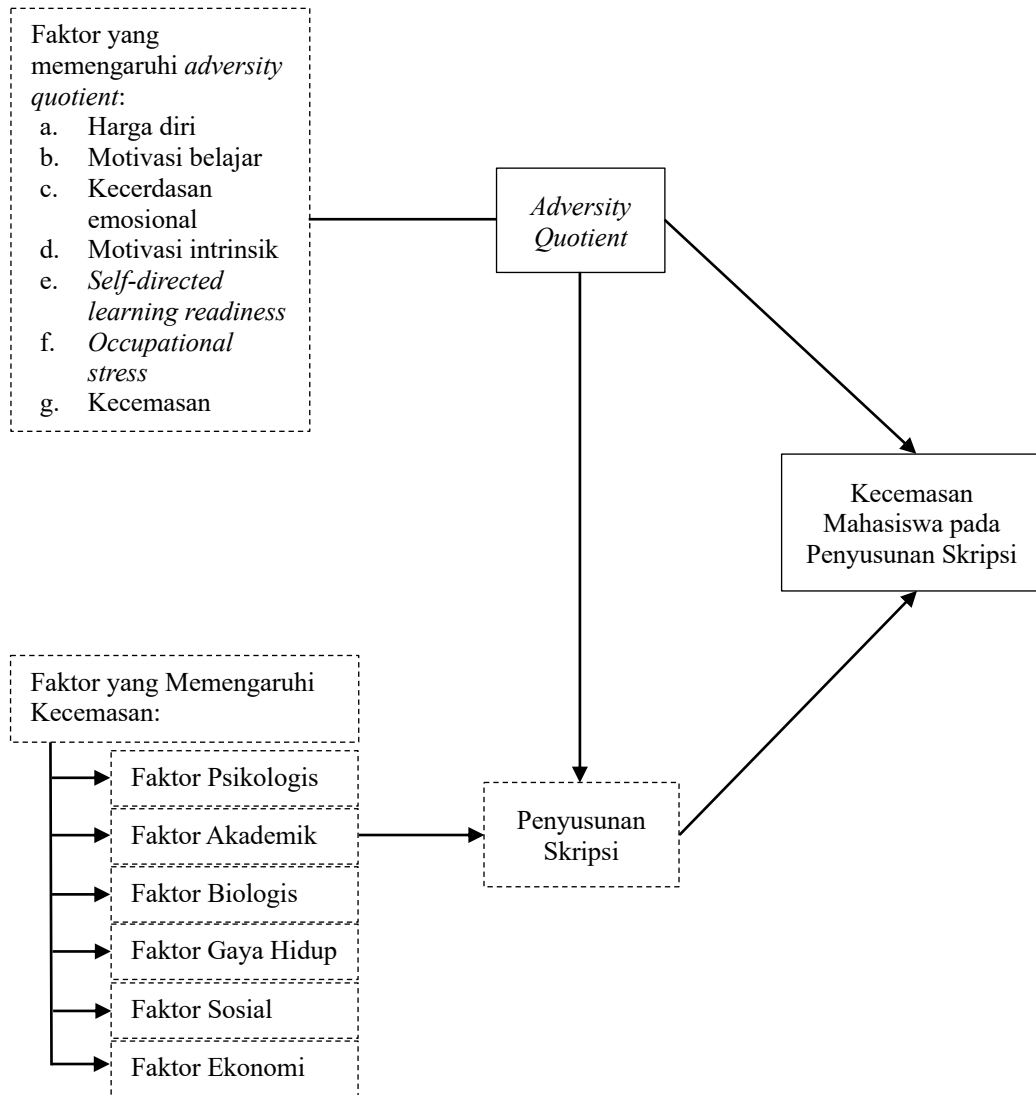 Faktor yang
memengaruhi adversity
quotient:
a. Harga diri
b. Motivasi belajar
c. Kecerdasan
emosional
d. Motivasi intrinsik
e. Self-directed
learning readiness
f. Occupational
stress
g. Kecemasan
Adversity
Quotient
Kecemasan
Mahasiswa pada
Penyusunan Skripsi
Faktor yang Memengaruhi
Kecemasan:
Faktor Psikologis
Faktor Akademik
Faktor Biologis
Faktor Gaya Hidup
Faktor Sosial
Faktor Ekonomi
Penyusunan
Skripsi